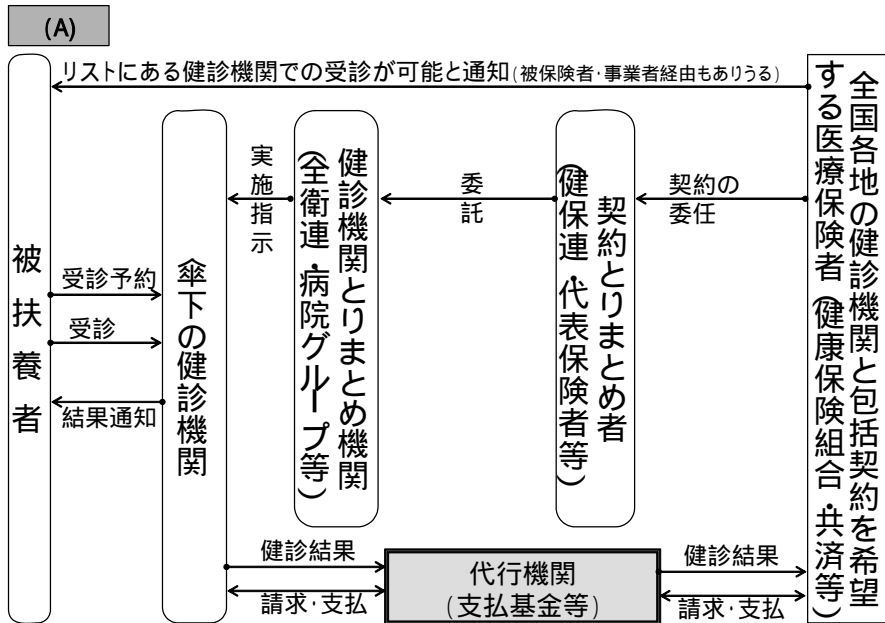 (A)
リストにある健診機関での受診が可能と通知(被保険者・事業者経由もありうる)
被扶養者
受診予約
受診
結果通知
傘下の健診機関
実施指示
健診機関とりまとめ機関
(全衛連・病院グループ等)
委託
契約とりまとめ者
(健保連・代表保険者等)
契約の
委任
全国各地の健診機関と包括契約を希望
する医療保険者(健康保険組合・共済等)
健診結果
請求・支払
代行機関
(支払基金等)
健診結果
請求・支払